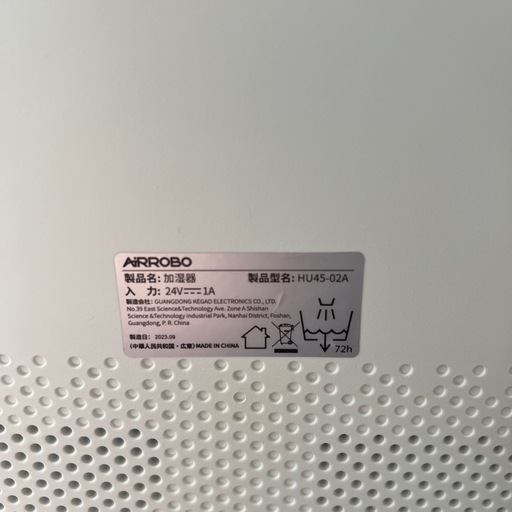 AiRROBO
製品名: 加湿器 製品型名: HU45-02A
入 力: 24V⎓1A
製造会社: GUANGDONG KEGAO ELECTRONICS CO., LTD.
No.39 East Science&Technology Ave. Zone A Shishan
Science &Technology industrial Park, Nanhai District, Foshan,
Guangdong, P. R. China
製造日: 2023.09
(中華人民共和国・広東) MADE IN CHINA
72h